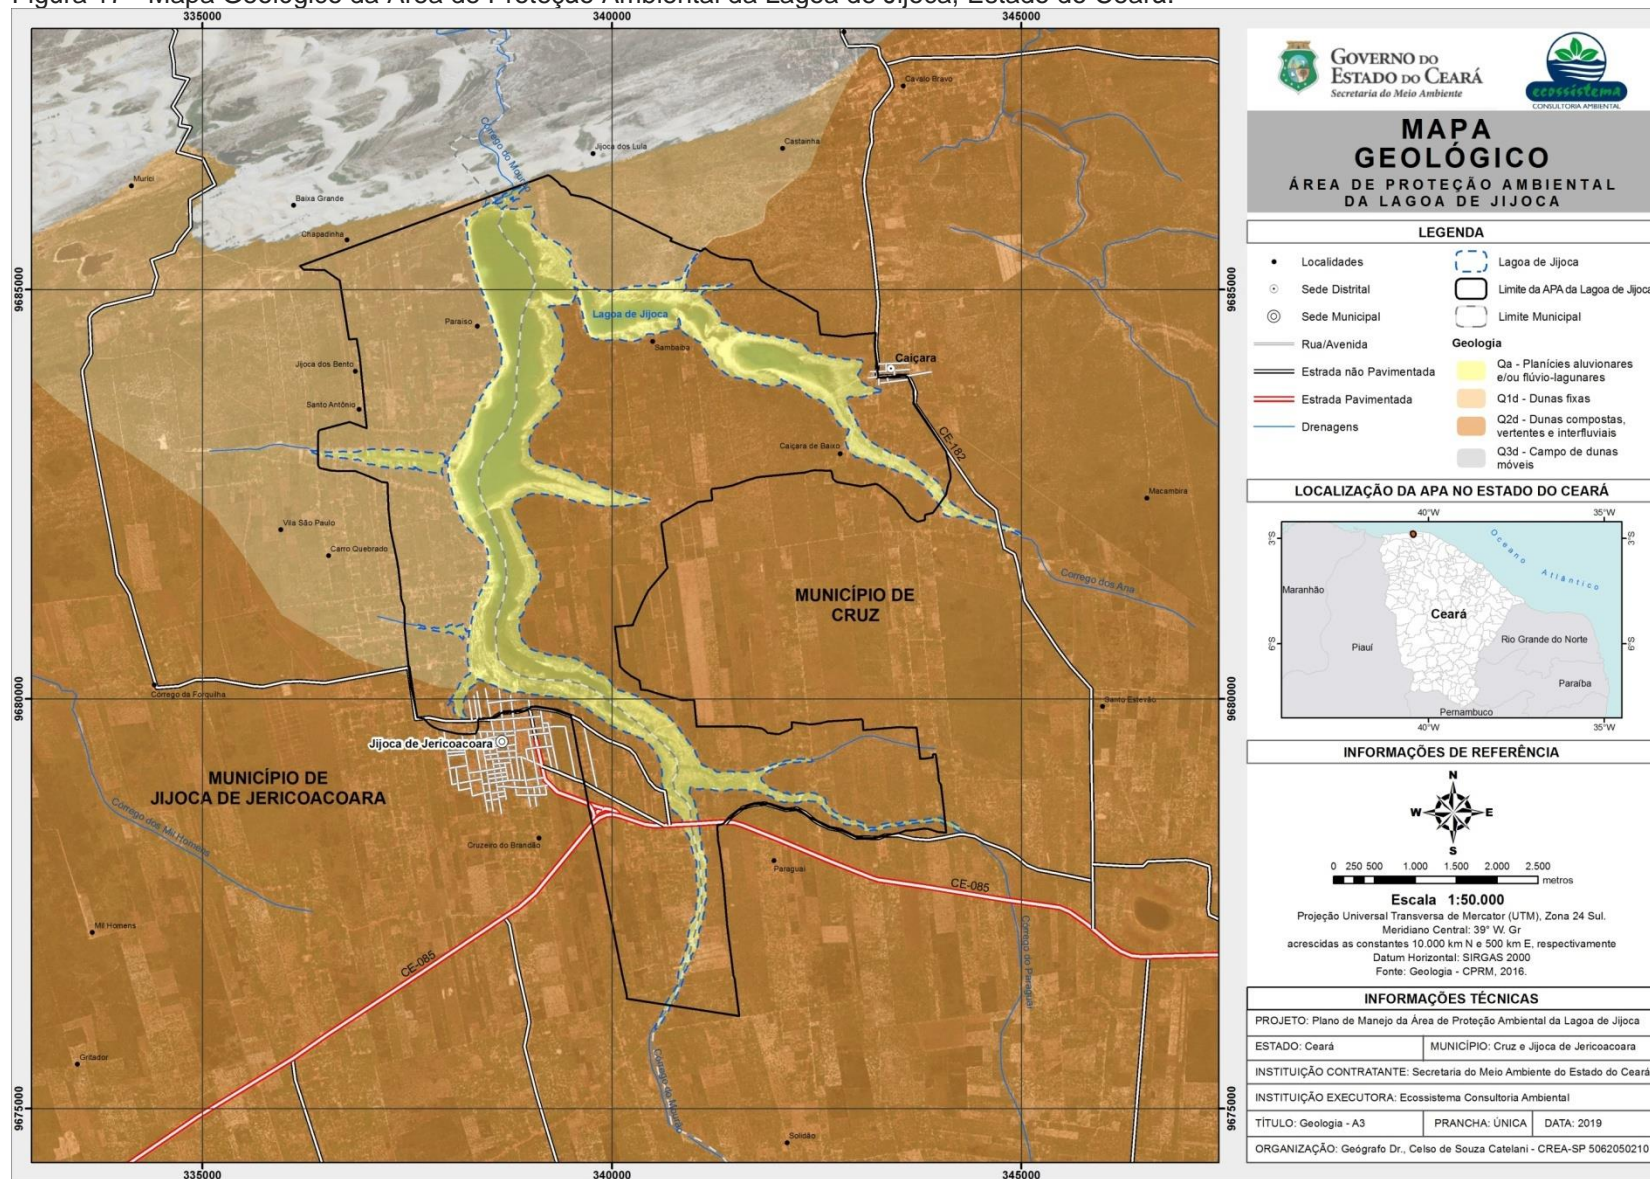 Figura 17 - Mapa Geológico da Área de Proteção Ambiental da Lagoa de Jijoca, Estado do Ceará.
335000
340000
345000
9685000
9680000
9675000
9685000
9680000
9675000
335000
340000
345000
Cavalo Bravo
Córrego do Mourão
Jijoca dos Lula
Castainha
Murici
Baixa Grande
Chapadinha
Lagoa de Jijoca
Paraiso
Sambaiba
Caiçara
Jijoca dos Bento
Santo Antônio
CE-182
Caiçara de Baixo
Macambira
Vila São Paulo
Carro Quebrado
Córrego dos Ana
MUNICÍPIO DE
CRUZ
Córrego da Forquilha
Santo Estevão
Jijoca de Jericoacoara
MUNICÍPIO DE
JIJOCA DE JERICOACOARA
Córrego dos Mil Homens
Cruzeiro do Brandão
Paraguai
CE-085
Mil Homens
CE-085
Córrego do Paraguai
Gritador
Córrego do Mourão
Solidão
GOVERNO DO
ESTADO DO CEARÁ
Secretaria do Meio Ambiente
ecossistema
CONSULTORIA AMBIENTAL
MAPA
GEOLÓGICO
ÁREA DE PROTEÇÃO AMBIENTAL
DA LAGOA DE JIJOCA
LEGENDA
Localidades
Sede Distrital
Sede Municipal
Rua/Avenida
Estrada não Pavimentada
Estrada Pavimentada
Drenagens
Lagoa de Jijoca
Limite da APA da Lagoa de Jijoca
Limite Municipal
Geologia
Qa - Planícies aluvionares
e/ou flúvio-lagunares
Q1d - Dunas fixas
Q2d - Dunas compostas,
vertentes e interfluviais
Q3d - Campo de dunas
móveis
LOCALIZAÇÃO DA APA NO ESTADO DO CEARÁ
40°W
35°W
3°S
3°S
Oceano Atlântico
Maranhão
Ceará
Rio Grande do Norte
Piauí
6°S
6°S
Paraíba
Pernambuco
40°W
35°W
INFORMAÇÕES DE REFERÊNCIA
N
W
E
S
0 250 500 1.000 1.500 2.000 2.500
metros
Escala 1:50.000
Projeção Universal Transversa de Mercator (UTM), Zona 24 Sul.
Meridiano Central: 39° W. Gr
acrescidas as constantes 10.000 km N e 500 km E, respectivamente
Datum Horizontal: SIRGAS 2000
Fonte: Geologia - CPRM, 2016.
INFORMAÇÕES TÉCNICAS
PROJETO: Plano de Manejo da Área de Proteção Ambiental da Lagoa de Jijoca
ESTADO: Ceará
MUNICÍPIO: Cruz e Jijoca de Jericoacoara
INSTITUIÇÃO CONTRATANTE: Secretaria do Meio Ambiente do Estado do Ceará
INSTITUIÇÃO EXECUTORA: Ecossistema Consultoria Ambiental
TÍTULO: Geologia - A3
PRANCHA: ÚNICA
DATA: 2019
ORGANIZAÇÃO: Geógrafo Dr., Celso de Souza Catelani - CREA-SP 5062050210